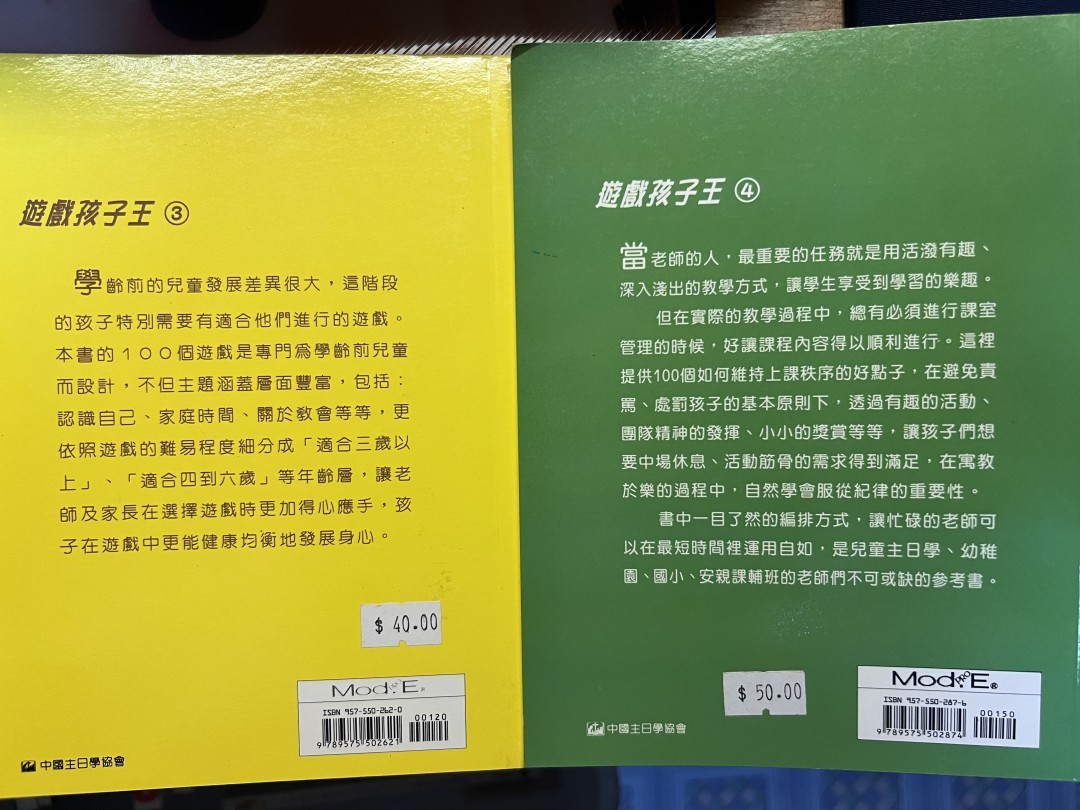 遊戲孩子王 ③
學齡前的兒童發展差異很大，這階段
的孩子特別需要有適合他們進行的遊戲。
本書的１００個遊戲是專門為學齡前兒童
而設計，不但主題涵蓋層面豐富，包括：
認識自己、家庭時間、關於教會等等，更
依照遊戲的難易程度細分成「適合三歲以
上」、「適合四到六歲」等年齡層，讓老
師及家長在選擇遊戲時更加得心應手，孩
子在遊戲中更能健康均衡地發展身心。
$ 40.00
Mod.E®
ISBN 957-550-262-0
00120
9789575502621
中國主日學協會
遊戲孩子王 ④
當老師的人，最重要的任務就是用活潑有趣、
深入淺出的教學方式，讓學生享受到學習的樂趣。
但在實際的教學過程中，總有必須進行課室
管理的時候，好讓課程內容得以順利進行。這裡
提供100個如何維持上課秩序的好點子，在避免責
罵、處罰孩子的基本原則下，透過有趣的活動、
團隊精神的發揮、小小的獎賞等等，讓孩子們想
要中場休息、活動筋骨的需求得到滿足，在寓教
於樂的過程中，自然學會服從紀律的重要性。
書中一目了然的編排方式，讓忙碌的老師可
以在最短時間裡運用自如，是兒童主日學、幼稚
園、國小、安親課輔班的老師們不可或缺的參考書。
$ 50.00
Mod.E®
ISBN 957-550-287-6
00150
9789575502874
中國主日學協會